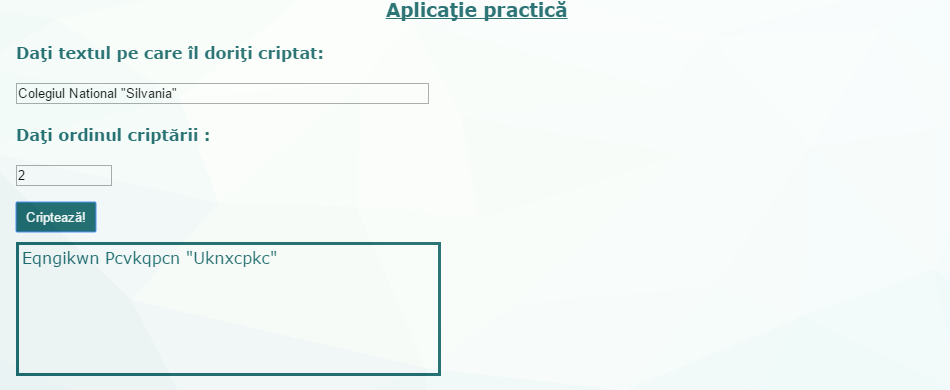 Aplicaţie practică
Daţi textul pe care îl doriţi criptat:
Colegiul National "Silvania"
Daţi ordinul criptării :
2
Criptează!
Eqngikwn Pcvkqpcn "Uknxcpkc"